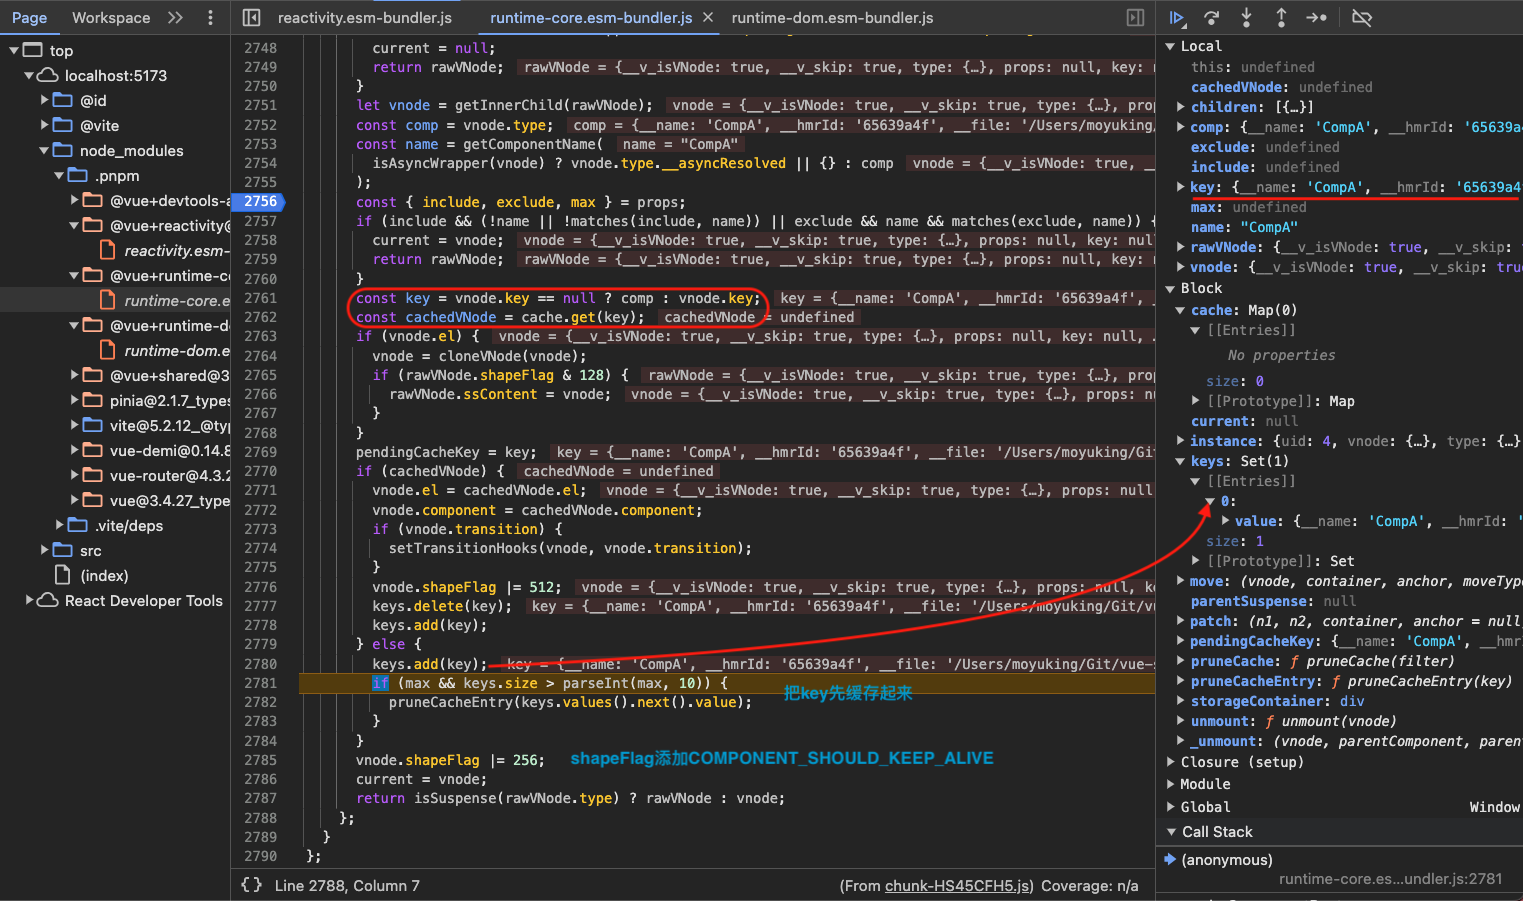 Page
Workspace
reactivity.esm-bundler.js
runtime-core.esm-bundler.js
runtime-dom.esm-bundler.js
top
localhost:5173
@id
@vite
node_modules
.pnpm
@vue+devtools-a
@vue+reactivity@
reactivity.esm-
@vue+runtime-co
runtime-core.e
@vue+runtime-do
runtime-dom.e
@vue+shared@3
pinia@2.1.7_types
vite@5.2.12_@typ
vue-demi@0.14.8
vue-router@4.3.2
vue@3.4.27_type
.vite/deps
src
(index)
React Developer Tools
2748 current = null;
2749 return rawVNode; rawVNode = {__v_isVNode: true, __v_skip: true, type: {…}, props: null, key: n
2750 }
2751 let vnode = getInnerChild(rawVNode); vnode = {__v_isVNode: true, __v_skip: true, type: {…}, prop
2752 const comp = vnode.type; comp = {__name: 'CompA', __hmrId: '65639a4f', __file: '/Users/moyuking/
2753 const name = getComponentName( name = "CompA"
2754 isAsyncWrapper(vnode) ? vnode.type.__asyncResolved || {} : comp vnode = {__v_isVNode: true, __
2755 );
2756 const { include, exclude, max } = props;
2757 if (include && (!name || !matches(include, name)) || exclude && name && matches(exclude, name)) {
2758 current = vnode; vnode = {__v_isVNode: true, __v_skip: true, type: {…}, props: null, key: nul
2759 return rawVNode; rawVNode = {__v_isVNode: true, __v_skip: true, type: {…}, props: null, key: n
2760 }
2761 const key = vnode.key == null ? comp : vnode.key; key = {__name: 'CompA', __hmrId: '65639a4f', _
2762 const cachedVNode = cache.get(key); cachedVNode = undefined
2763 if (vnode.el) { vnode = {__v_isVNode: true, __v_skip: true, type: {…}, props: null, key: null, …
2764 vnode = cloneVNode(vnode);
2765 if (rawVNode.shapeFlag & 128) { rawVNode = {__v_isVNode: true, __v_skip: true, type: {…}, prop
2766 rawVNode.ssContent = vnode; vnode = {__v_isVNode: true, __v_skip: true, type: {…}, props: nu
2767 }
2768 }
2769 pendingCacheKey = key; key = {__name: 'CompA', __hmrId: '65639a4f', __file: '/Users/moyuking/Git
2770 if (cachedVNode) { cachedVNode = undefined
2771 vnode.el = cachedVNode.el; vnode = {__v_isVNode: true, __v_skip: true, type: {…}, props: null
2772 vnode.component = cachedVNode.component;
2773 if (vnode.transition) {
2774 setTransitionHooks(vnode, vnode.transition);
2775 }
2776 vnode.shapeFlag |= 512; vnode = {__v_isVNode: true, __v_skip: true, type: {…}, props: null, ke
2777 keys.delete(key); key = {__name: 'CompA', __hmrId: '65639a4f', __file: '/Users/moyuking/Git/vu
2778 keys.add(key);
2779 } else {
2780 keys.add(key); key = {__name: 'CompA', __hmrId: '65639a4f', __file: '/Users/moyuking/Git/vue-s
2781 if (max && keys.size > parseInt(max, 10)) {
把key先缓存起来
2782 pruneCacheEntry(keys.values().next().value);
2783 }
2784 }
2785 vnode.shapeFlag |= 256; shapeFlag添加COMPONENT_SHOULD_KEEP_ALIVE
2786 current = vnode;
2787 return isSuspense(rawVNode.type) ? rawVNode : vnode;
2788 };
2789 }
2790 };
{} Line 2788, Column 7
(From chunk-HS45CFH5.js) Coverage: n/a
Local
this: undefined
cachedVNode: undefined
children: [{…}]
comp: {__name: 'CompA', __hmrId: '65639a
exclude: undefined
include: undefined
key: {__name: 'CompA', __hmrId: '65639a4f
max: undefined
name: "CompA"
rawVNode: {__v_isVNode: true, __v_skip:
vnode: {__v_isVNode: true, __v_skip: true
Block
cache: Map(0)
[[Entries]]
No properties
size: 0
[[Prototype]]: Map
current: null
instance: {uid: 4, vnode: {…}, type: {…}
keys: Set(1)
[[Entries]]
0:
value: {__name: 'CompA', __hmrId: '
size: 1
[[Prototype]]: Set
move: (vnode, container, anchor, moveType
parentSuspense: null
patch: (n1, n2, container, anchor = null
pendingCacheKey: {__name: 'CompA', __hmrI
pruneCache: ƒ pruneCache(filter)
pruneCacheEntry: ƒ pruneCacheEntry(key)
storageContainer: div
unmount: ƒ unmount(vnode)
_unmount: (vnode, parentComponent, paren
Closure (setup)
Module
Global Window
Call Stack
(anonymous)
runtime-core.es…undler.js:2781